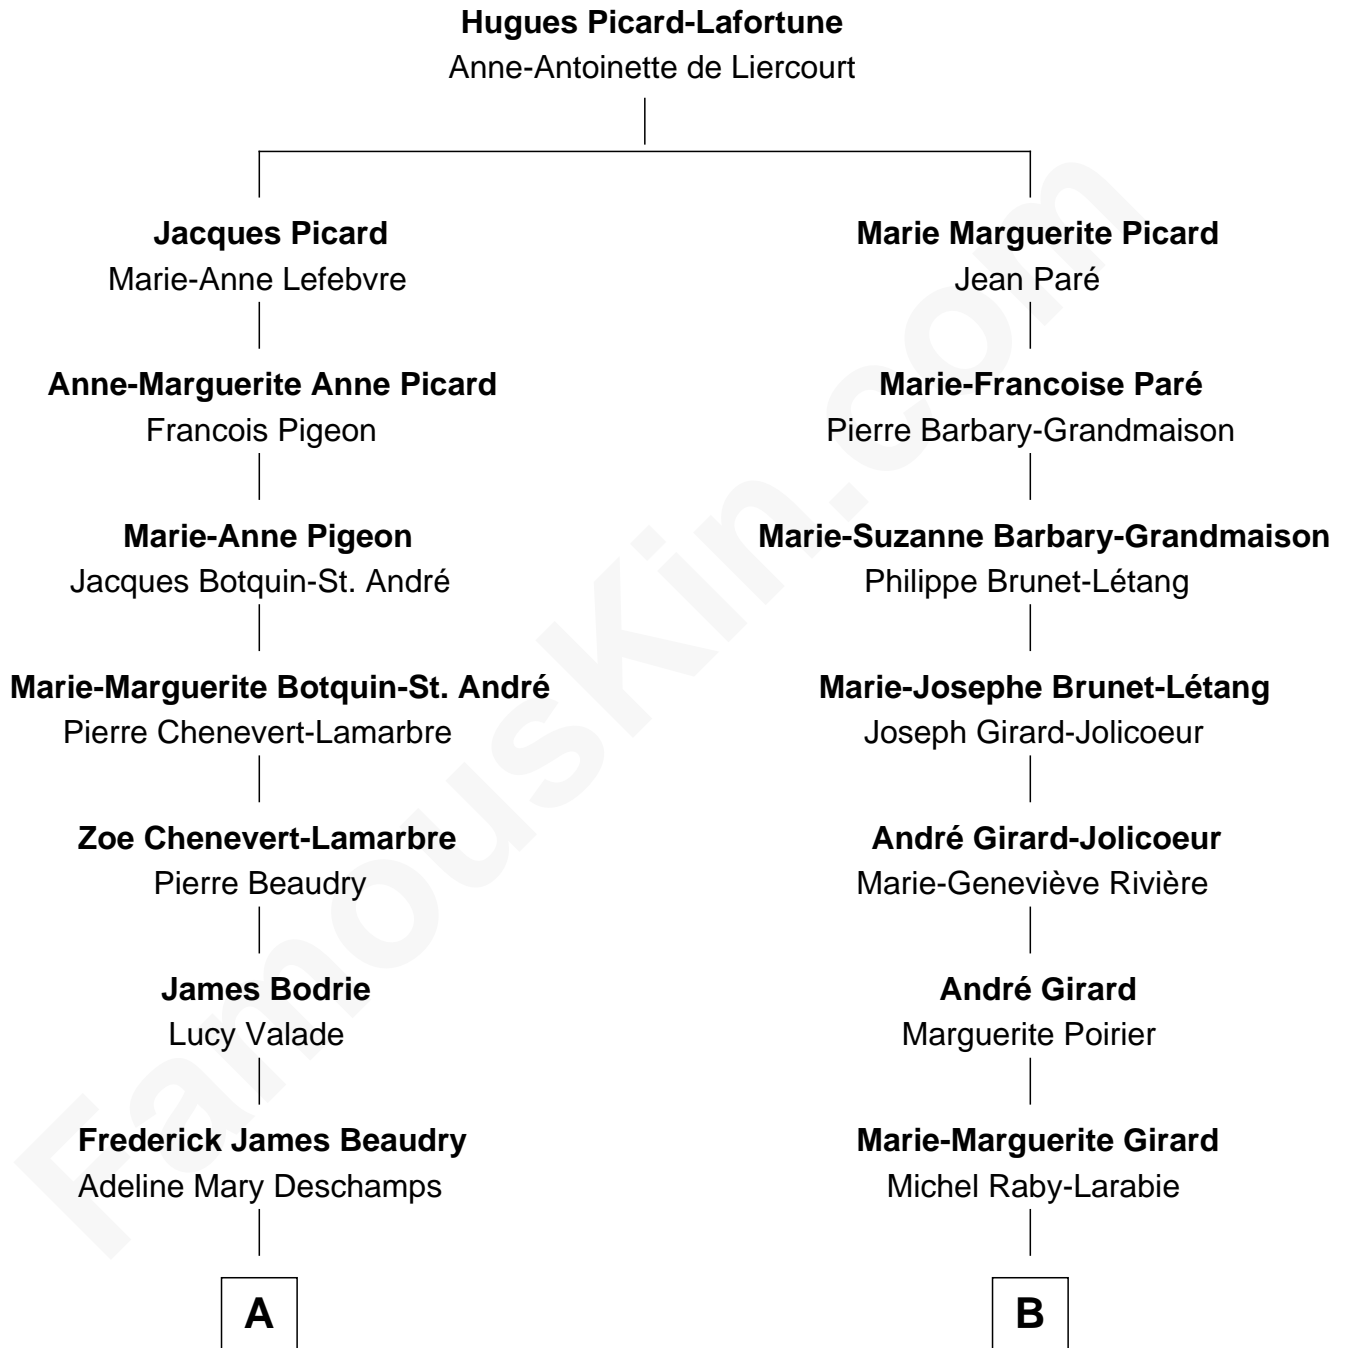 Hugues Picard-Lafortune
Anne-Antoinette de Liercourt
Jacques Picard
Marie-Anne Lefebvre
Anne-Marguerite Anne Picard
Francois Pigeon
Marie-Anne Pigeon
Jacques Botquin-St. André
Marie-Marguerite Botquin-St. André
Pierre Chenevert-Lamarbre
Zoe Chenevert-Lamarbre
Pierre Beaudry
James Bodrie
Lucy Valade
Frederick James Beaudry
Adeline Mary Deschamps
A
Marie Marguerite Picard
Jean Paré
Marie-Francoise Paré
Pierre Barbary-Grandmaison
Marie-Suzanne Barbary-Grandmaison
Philippe Brunet-Létang
Marie-Josephe Brunet-Létang
Joseph Girard-Jolicoeur
André Girard-Jolicoeur
Marie-Geneviève Rivière
André Girard
Marguerite Poirier
Marie-Marguerite Girard
Michel Raby-Larabie
B
FamousKin.com